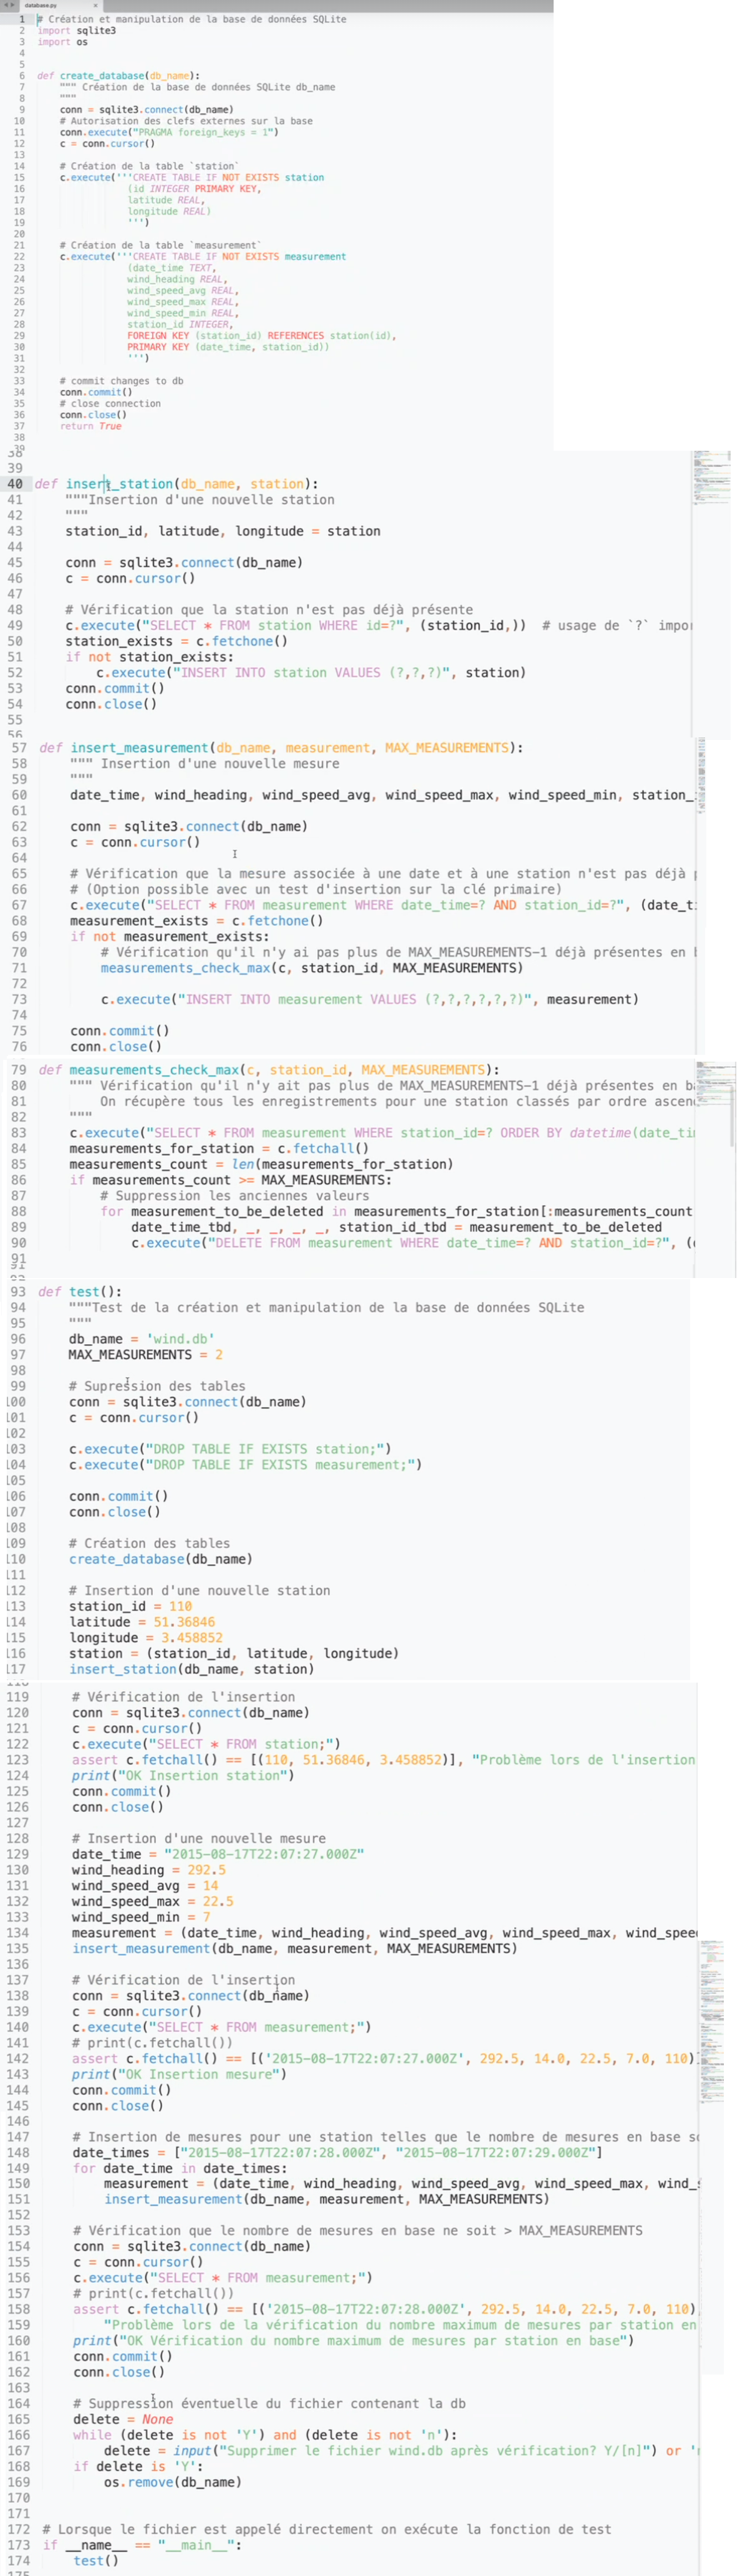 database.py
1 # Création et manipulation de la base de données SQLite
2 import sqlite3
3 import os
4
5
6 def create_database(db_name):
7 """ Création de la base de données SQLite db_name
8 """
9 conn = sqlite3.connect(db_name)
10 # Autorisation des clefs externes sur la base
11 conn.execute("PRAGMA foreign_keys = 1")
12 c = conn.cursor()
13
14 # Création de la table `station`
15 c.execute('''CREATE TABLE IF NOT EXISTS station
16 (id INTEGER PRIMARY KEY,
17 latitude REAL,
18 longitude REAL)
19 ''')
20
21 # Création de la table `measurement`
22 c.execute('''CREATE TABLE IF NOT EXISTS measurement
23 (date_time TEXT,
24 wind_heading REAL,
25 wind_speed_avg REAL,
26 wind_speed_max REAL,
27 wind_speed_min REAL,
28 station_id INTEGER,
29 FOREIGN KEY (station_id) REFERENCES station(id),
30 PRIMARY KEY (date_time, station_id))
31 ''')
32
33 # commit changes to db
34 conn.commit()
35 # close connection
36 conn.close()
37 return True
38
39
38
39
40 def insert_station(db_name, station):
41 """Insertion d'une nouvelle station
42 """
43 station_id, latitude, longitude = station
44
45 conn = sqlite3.connect(db_name)
46 c = conn.cursor()
47
48 # Vérification que la station n'est pas déjà présente
49 c.execute("SELECT * FROM station WHERE id=?", (station_id,)) # usage de `?` impor
50 station_exists = c.fetchone()
51 if not station_exists:
52 c.execute("INSERT INTO station VALUES (?,?,?)", station)
53 conn.commit()
54 conn.close()
55
56
57 def insert_measurement(db_name, measurement, MAX_MEASUREMENTS):
58 """ Insertion d'une nouvelle mesure
59 """
60 date_time, wind_heading, wind_speed_avg, wind_speed_max, wind_speed_min, station_
61
62 conn = sqlite3.connect(db_name)
63 c = conn.cursor()
64
65 # Vérification que la mesure associée à une date et à une station n'est pas déjà p
66 # (Option possible avec un test d'insertion sur la clé primaire)
67 c.execute("SELECT * FROM measurement WHERE date_time=? AND station_id=?", (date_ti
68 measurement_exists = c.fetchone()
69 if not measurement_exists:
70 # Vérification qu'il n'y ai pas plus de MAX_MEASUREMENTS-1 déjà présentes en b
71 measurements_check_max(c, station_id, MAX_MEASUREMENTS)
72
73 c.execute("INSERT INTO measurement VALUES (?,?,?,?,?,?)", measurement)
74
75 conn.commit()
76 conn.close()
79 def measurements_check_max(c, station_id, MAX_MEASUREMENTS):
80 """ Vérification qu'il n'y ait pas plus de MAX_MEASUREMENTS-1 déjà présentes en ba
81 On récupère tous les enregistrements pour une station classés par ordre ascen
82 """
83 c.execute("SELECT * FROM measurement WHERE station_id=? ORDER BY datetime(date_tim
84 measurements_for_station = c.fetchall()
85 measurements_count = len(measurements_for_station)
86 if measurements_count >= MAX_MEASUREMENTS:
87 # Suppression les anciennes valeurs
88 for measurement_to_be_deleted in measurements_for_station[:measurements_count
89 date_time_tbd, _, _, _, _, station_id_tbd = measurement_to_be_deleted
90 c.execute("DELETE FROM measurement WHERE date_time=? AND station_id=?", (
91
93 def test():
94 """Test de la création et manipulation de la base de données SQLite
95 """
96 db_name = 'wind.db'
97 MAX_MEASUREMENTS = 2
98
99 # Supression des tables
100 conn = sqlite3.connect(db_name)
101 c = conn.cursor()
102
103 c.execute("DROP TABLE IF EXISTS station;")
104 c.execute("DROP TABLE IF EXISTS measurement;")
105
106 conn.commit()
107 conn.close()
108
109 # Création des tables
110 create_database(db_name)
111
112 # Insertion d'une nouvelle station
113 station_id = 110
114 latitude = 51.36846
115 longitude = 3.458852
116 station = (station_id, latitude, longitude)
117 insert_station(db_name, station)
119 # Vérification de l'insertion
120 conn = sqlite3.connect(db_name)
121 c = conn.cursor()
122 c.execute("SELECT * FROM station;")
123 assert c.fetchall() == [(110, 51.36846, 3.458852)], "Problème lors de l'insertion
124 print("OK Insertion station")
125 conn.commit()
126 conn.close()
127
128 # Insertion d'une nouvelle mesure
129 date_time = "2015-08-17T22:07:27.000Z"
130 wind_heading = 292.5
131 wind_speed_avg = 14
132 wind_speed_max = 22.5
133 wind_speed_min = 7
134 measurement = (date_time, wind_heading, wind_speed_avg, wind_speed_max, wind_spee
135 insert_measurement(db_name, measurement, MAX_MEASUREMENTS)
136
137 # Vérification de l'insertion
138 conn = sqlite3.connect(db_name)
139 c = conn.cursor()
140 c.execute("SELECT * FROM measurement;")
141 # print(c.fetchall())
142 assert c.fetchall() == [('2015-08-17T22:07:27.000Z', 292.5, 14.0, 22.5, 7.0, 110)]
143 print("OK Insertion mesure")
144 conn.commit()
145 conn.close()
146
147 # Insertion de mesures pour une station telles que le nombre de mesures en base so
148 date_times = ["2015-08-17T22:07:28.000Z", "2015-08-17T22:07:29.000Z"]
149 for date_time in date_times:
150 measurement = (date_time, wind_heading, wind_speed_avg, wind_speed_max, wind_s
151 insert_measurement(db_name, measurement, MAX_MEASUREMENTS)
152
153 # Vérification que le nombre de mesures en base ne soit > MAX_MEASUREMENTS
154 conn = sqlite3.connect(db_name)
155 c = conn.cursor()
156 c.execute("SELECT * FROM measurement;")
157 # print(c.fetchall())
158 assert c.fetchall() == [('2015-08-17T22:07:28.000Z', 292.5, 14.0, 22.5, 7.0, 110)
159 "Problème lors de la vérification du nombre maximum de mesures par station en
160 print("OK Vérification du nombre maximum de mesures par station en base")
161 conn.commit()
162 conn.close()
163
164 # Suppression éventuelle du fichier contenant la db
165 delete = None
166 while (delete is not 'Y') and (delete is not 'n'):
167 delete = input("Supprimer le fichier wind.db après vérification? Y/[n]") or 'n
168 if delete is 'Y':
169 os.remove(db_name)
170
171
172 # Lorsque le fichier est appelé directement on exécute la fonction de test
173 if __name__ == "__main__":
174 test()
175